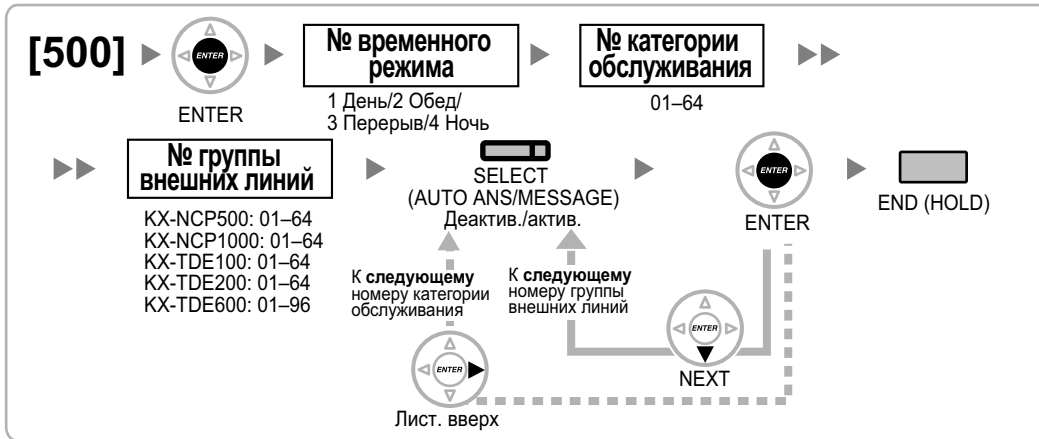 [500]
ENTER
ENTER
№ временного
режима
1 День/2 Обед/
3 Перерыв/4 Ночь
№ категории
обслуживания
01–64
№ группы
внешних линий
KX-NCP500: 01–64
KX-NCP1000: 01–64
KX-TDE100: 01–64
KX-TDE200: 01–64
KX-TDE600: 01–96
SELECT
(AUTO ANS/MESSAGE)
Деактив./актив.
ENTER
ENTER
END (HOLD)
К следующему
номеру категории
обслуживания
К следующему
номеру группы
внешних линий
ENTER
NEXT
ENTER
Лист. вверх